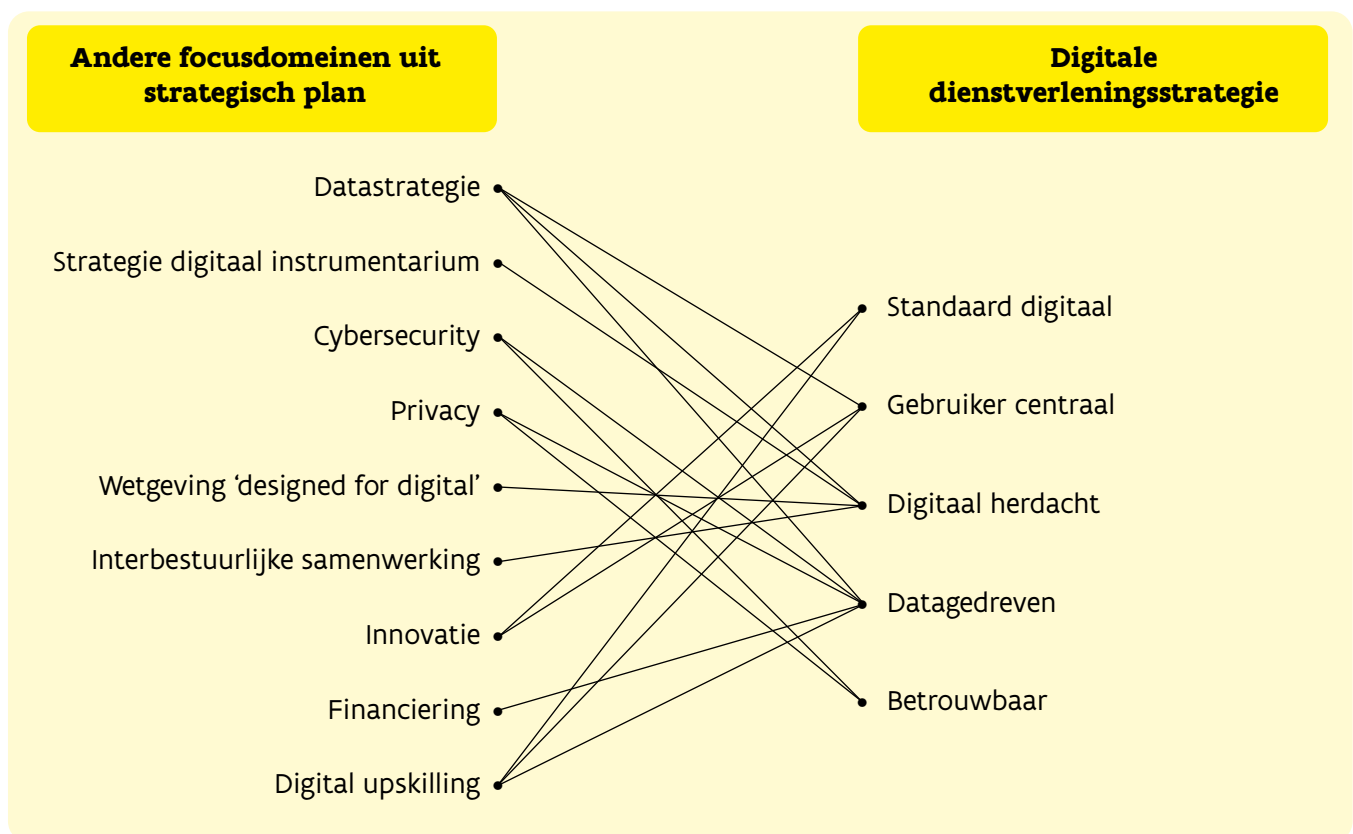 Andere focusdomeinen uit
strategisch plan
Digitale
dienstverleningsstrategie
Datastrategie
Strategie digitaal instrumentarium
Cybersecurity
Privacy
Wetgeving ‘designed for digital’
Interbestuurlijke samenwerking
Innovatie
Financiering
Digital upskilling
Standaard digitaal
Gebruiker centraal
Digitaal herdacht
Datagedreven
Betrouwbaar